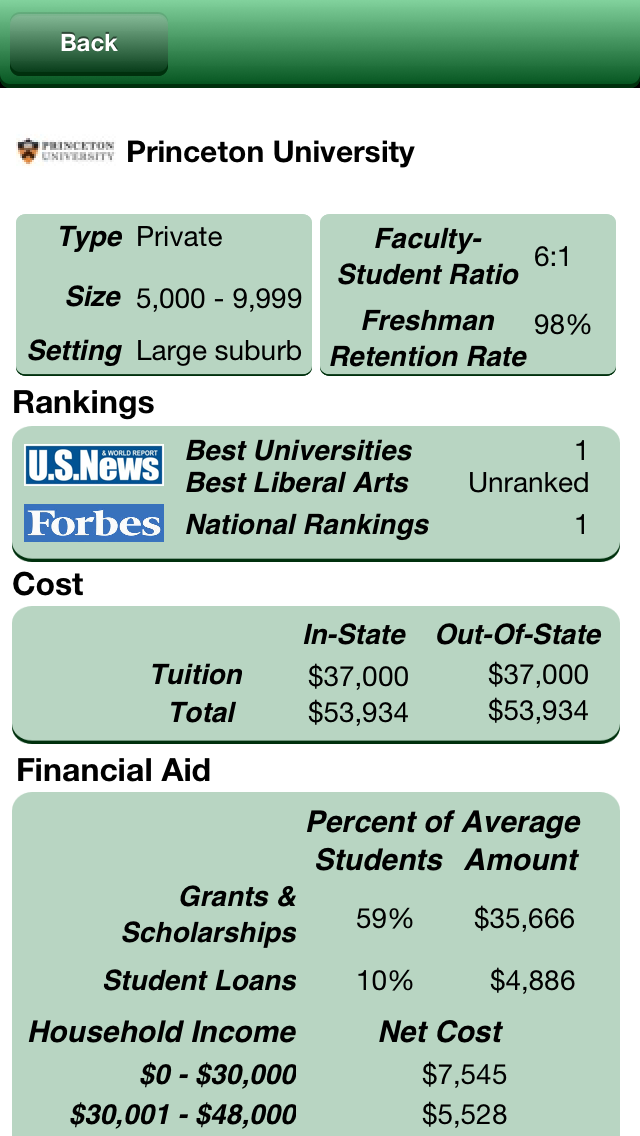 Back
PRINCETON
UNIVERSITY
Princeton University
Type Private
Size 5,000 - 9,999
Setting Large suburb
Faculty-
Student Ratio 6:1
Freshman
Retention Rate 98%
Rankings
U.S.News & WORLD REPORT
Best Universities 1
Best Liberal Arts Unranked
Forbes National Rankings 1
Cost
In-State Out-Of-State
Tuition $37,000 $37,000
Total $53,934 $53,934
Financial Aid
Percent of Average
Students Amount
Grants &
Scholarships 59% $35,666
Student Loans 10% $4,886
Household Income Net Cost
$0 - $30,000 $7,545
$30,001 - $48,000 $5,528